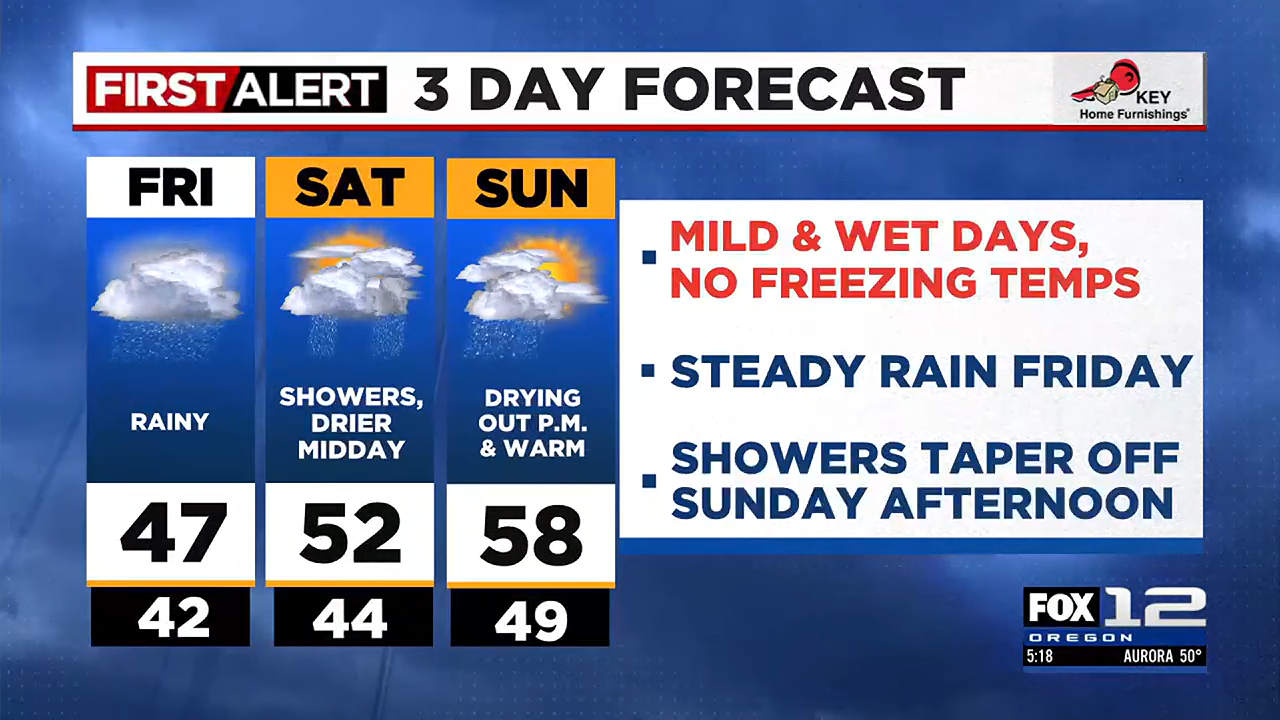 FIRST ALERT 3 DAY FORECAST
KEY
Home Furnishings®
FRI
RAINY
47
42
SAT
SHOWERS,
DRIER
MIDDAY
52
44
SUN
DRYING
OUT P.M.
& WARM
58
49
▪ MILD & WET DAYS,
NO FREEZING TEMPS
▪ STEADY RAIN FRIDAY
▪ SHOWERS TAPER OFF
SUNDAY AFTERNOON
FOX 12
OREGON
5:18 AURORA 50°